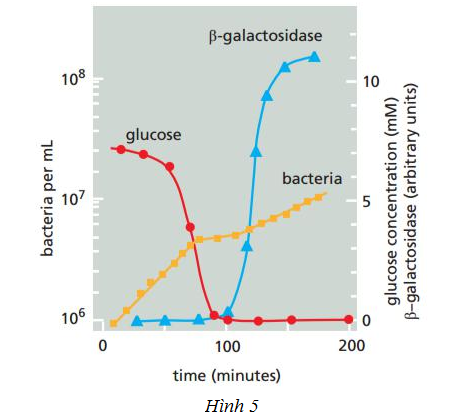 β-galactosidase
10⁸
10
glucose
bacteria
10⁷
5
10⁶
0
0
100
200
bacteria per mL
glucose concentration (mM)
β-galactosidase (arbitrary units)
time (minutes)
Hình 5